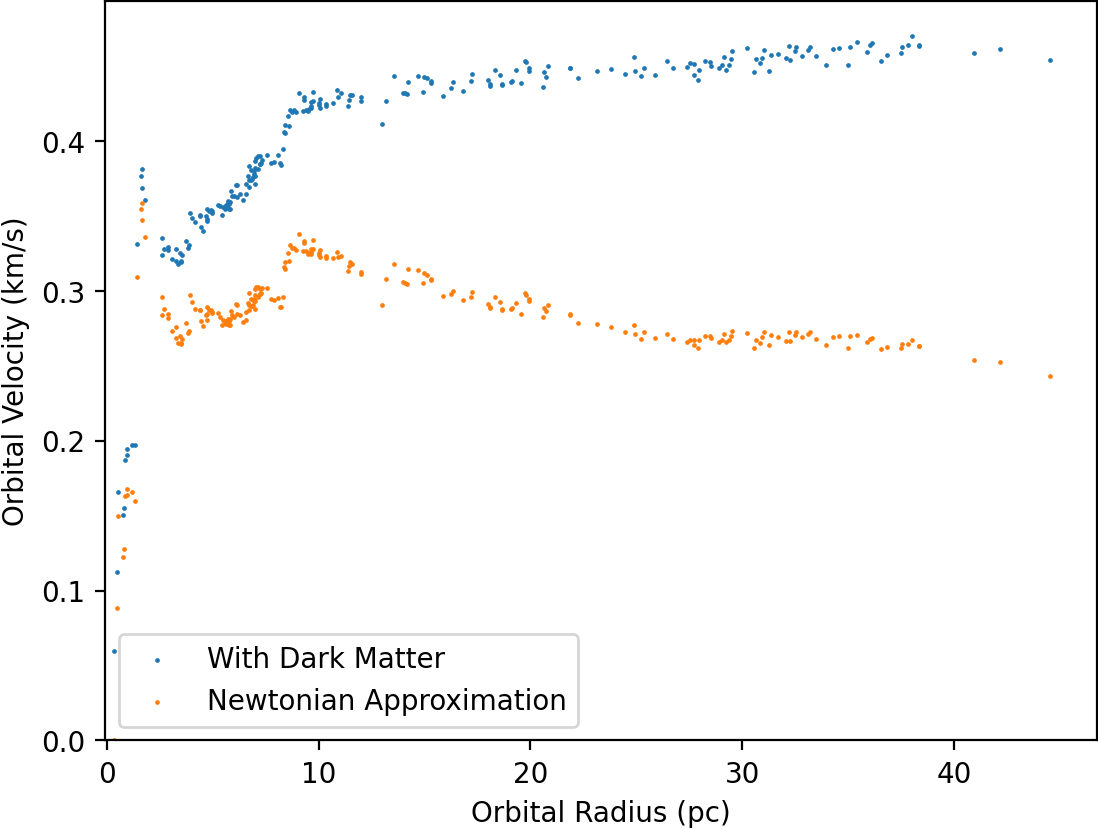 Orbital Velocity (km/s)
0.4
0.3
0.2
0.1
0.0
With Dark Matter
Newtonian Approximation
0 10 20 30 40
Orbital Radius (pc)